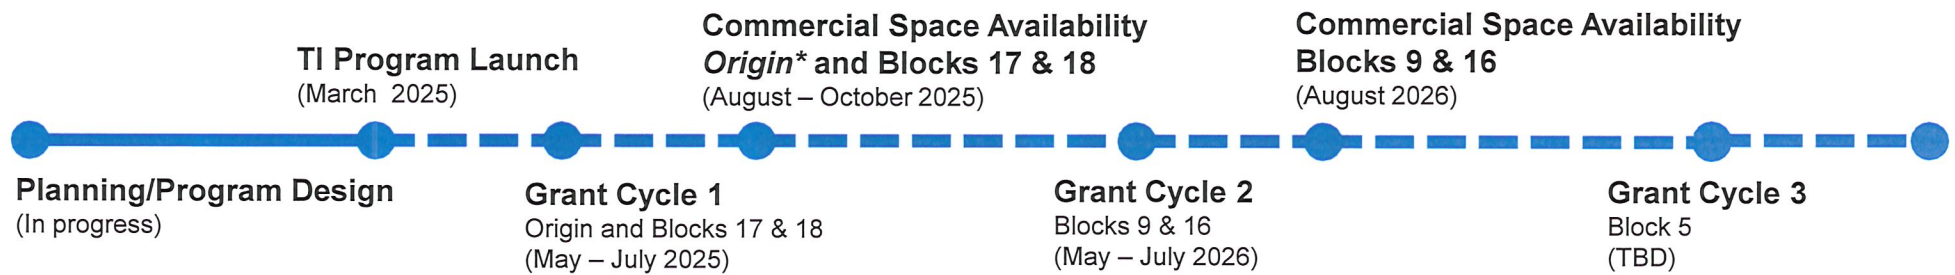 TI Program Launch
(March 2025)
Commercial Space Availability
Origin* and Blocks 17 & 18
(August – October 2025)
Commercial Space Availability
Blocks 9 & 16
(August 2026)
Planning/Program Design
(In progress)
Grant Cycle 1
Origin and Blocks 17 & 18
(May – July 2025)
Grant Cycle 2
Blocks 9 & 16
(May – July 2026)
Grant Cycle 3
Block 5
(TBD)